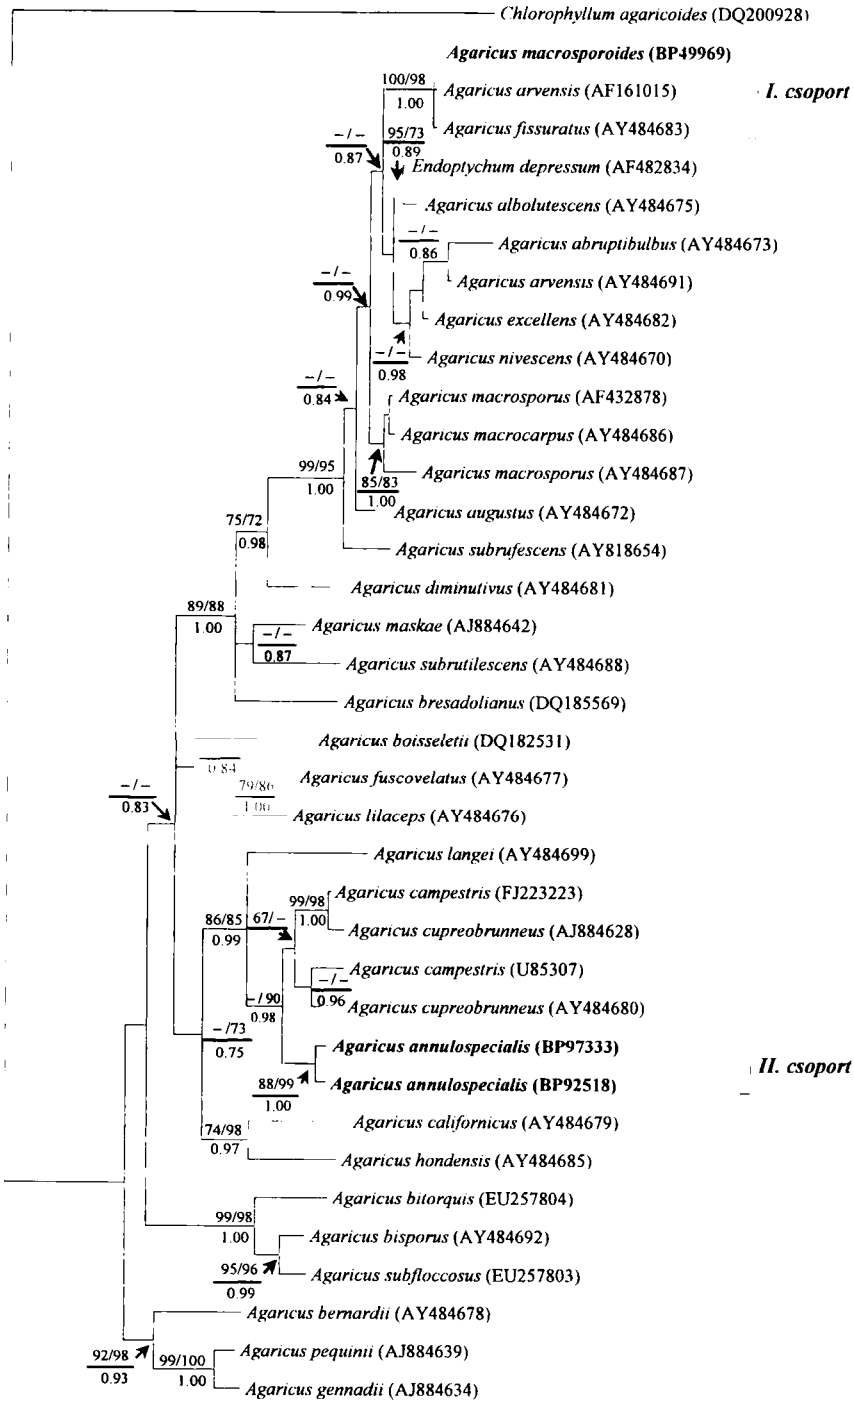 Chlorophyllum agaricoides (DQ200928)
Agaricus macrosporoides (BP49969)
100/98
1.00
Agaricus arvensis (AF161015)
I. csoport
Agaricus fissuratus (AY484683)
–/–
0.87
95/73
0.89
Endoptychum depressum (AF482834)
Agaricus albolutescens (AY484675)
–/–
0.86
Agaricus abruptibulbus (AY484673)
–/–
0.99
Agaricus arvensis (AY484691)
Agaricus excellens (AY484682)
–/–
0.98
Agaricus nivescens (AY484670)
–/–
0.84
Agaricus macrosporus (AF432878)
Agaricus macrocarpus (AY484686)
99/95
1.00
85/83
1.00
Agaricus macrosporus (AY484687)
Agaricus augustus (AY484672)
75/72
0.98
Agaricus subrufescens (AY818654)
Agaricus diminutivus (AY484681)
89/88
1.00
Agaricus maskae (AJ884642)
–/–
0.87
Agaricus subrutilescens (AY484688)
Agaricus bresadolianus (DQ185569)
Agaricus boisseletii (DQ182531)
0.84
Agaricus fuscovelatus (AY484677)
79/86
1.00
–/–
0.83
Agaricus lilaceps (AY484676)
Agaricus langei (AY484699)
99/98
1.00
Agaricus campestris (FJ223223)
86/85
0.99
67/–
Agaricus cupreobrunneus (AJ884628)
Agaricus campestris (U85307)
–/–
0.96
–/90
0.98
Agaricus cupreobrunneus (AY484680)
–/73
0.75
Agaricus annulospecialis (BP97333)
II. csoport
88/99
1.00
Agaricus annulospecialis (BP92518)
Agaricus californicus (AY484679)
74/98
0.97
Agaricus hondensis (AY484685)
Agaricus bitorquis (EU257804)
99/98
1.00
Agaricus bisporus (AY484692)
95/96
0.99
Agaricus subfloccosus (EU257803)
Agaricus bernardii (AY484678)
92/98
0.93
99/100
1.00
Agaricus pequinii (AJ884639)
Agaricus gennadii (AJ884634)